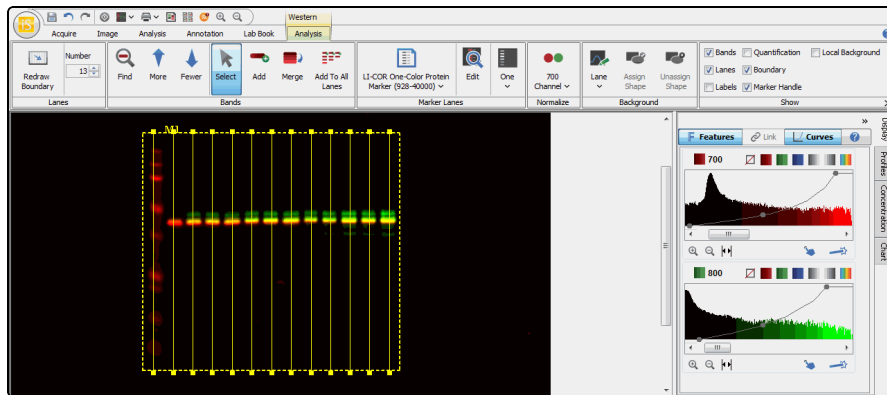 Western
Acquire Image Analysis Annotation Lab Book Analysis
Redraw Boundary
Number
13
Lanes
Find
More
Fewer
Select
Add
Merge
Add To All Lanes
Bands
LI-COR One-Color Protein Marker (928-40000)
Edit
One
Marker Lanes
700 Channel
Normalize
Lane
Assign Shape
Unassign Shape
Background
Bands Quantification Local Background
Lanes Boundary
Labels Marker Handle
Show
M1
Features Link Curves
700
800
Display
Profiles
Concentration
Chart